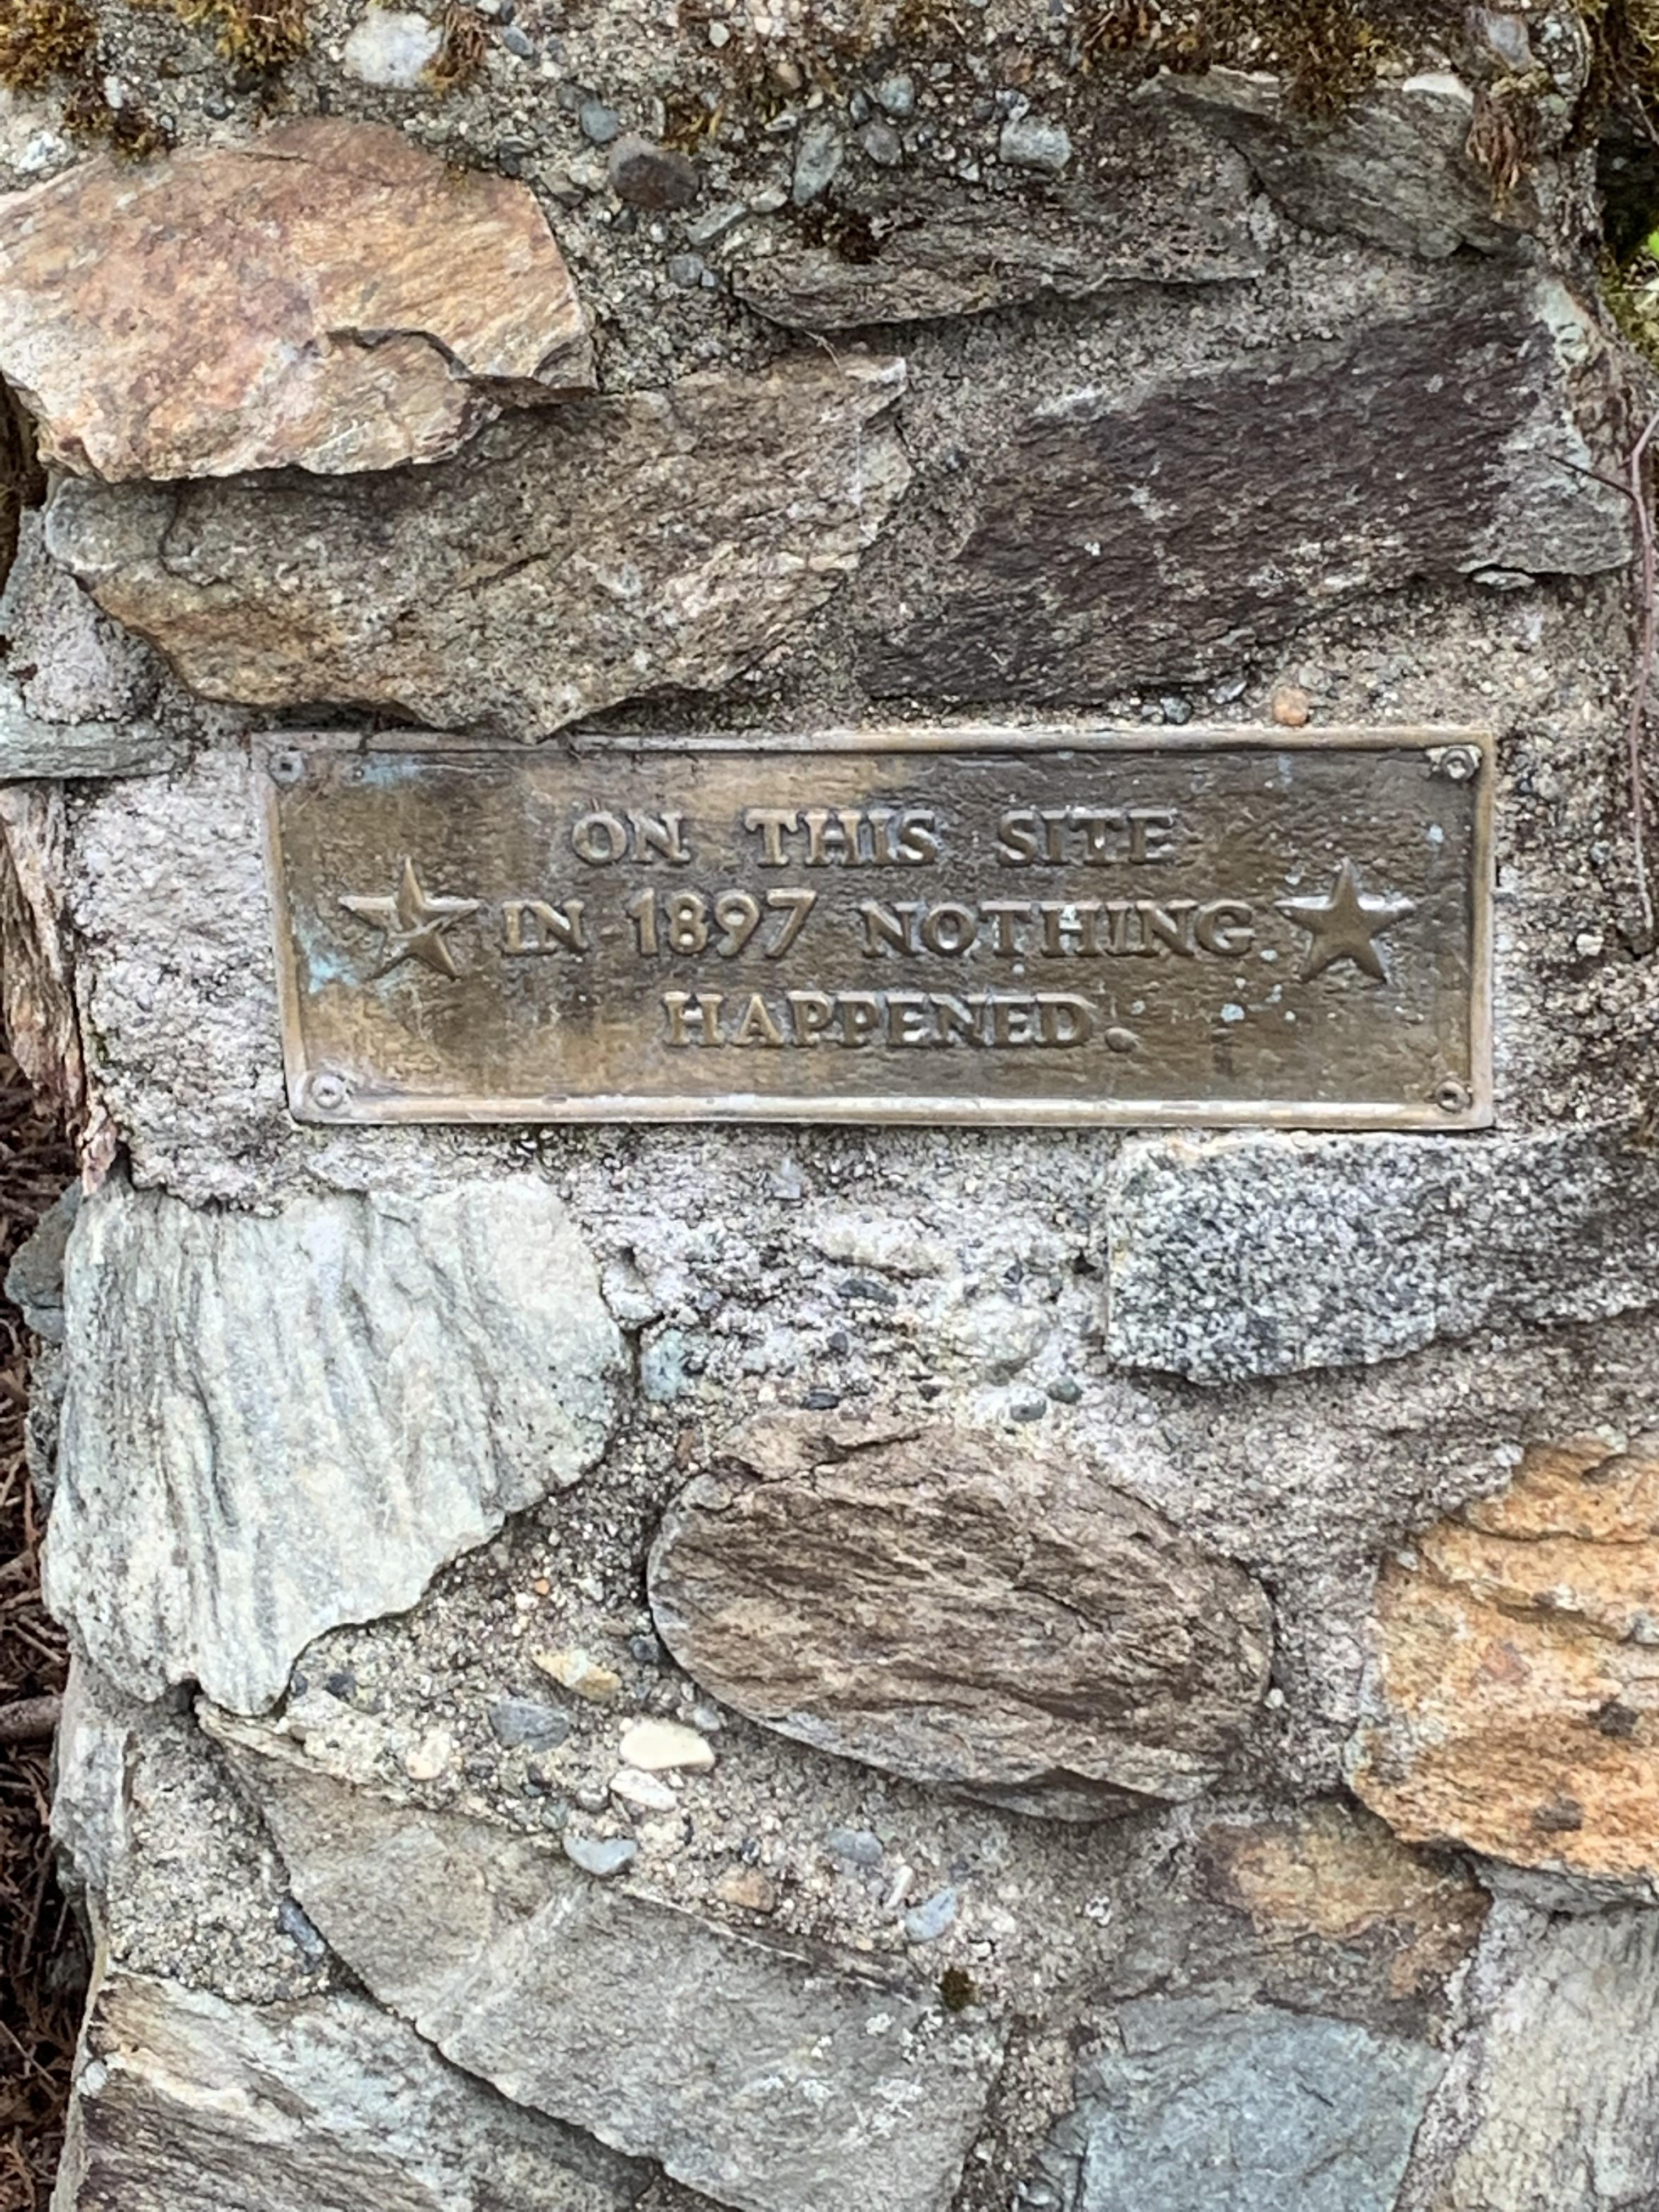 ON THIS SITE
IN 1897 NOTHING
HAPPENED.